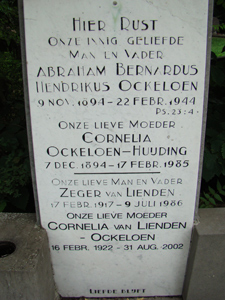 HIER RUST
ONZE INNIG GELIEFDE
MAN EN VADER
ABRAHAM BERNARDUS
HENDRIKUS OCKELOEN
9 NOV. 1894 - 22 FEBR. 1944
PS. 23:4
ONZE LIEVE MOEDER
CORNELIA
OCKELOEN-HUIJDING
7 DEC. 1894 - 17 FEBR. 1985
ONZE LIEVE MAN EN VADER
ZEGER VAN LIENDEN
17 FEBR. 1917 - 9 JULI 1986
ONZE LIEVE MOEDER
CORNELIA VAN LIENDEN
- OCKELOEN
16 FEBR. 1922 - 31 AUG. 2002
LIEFDE BLIJFT